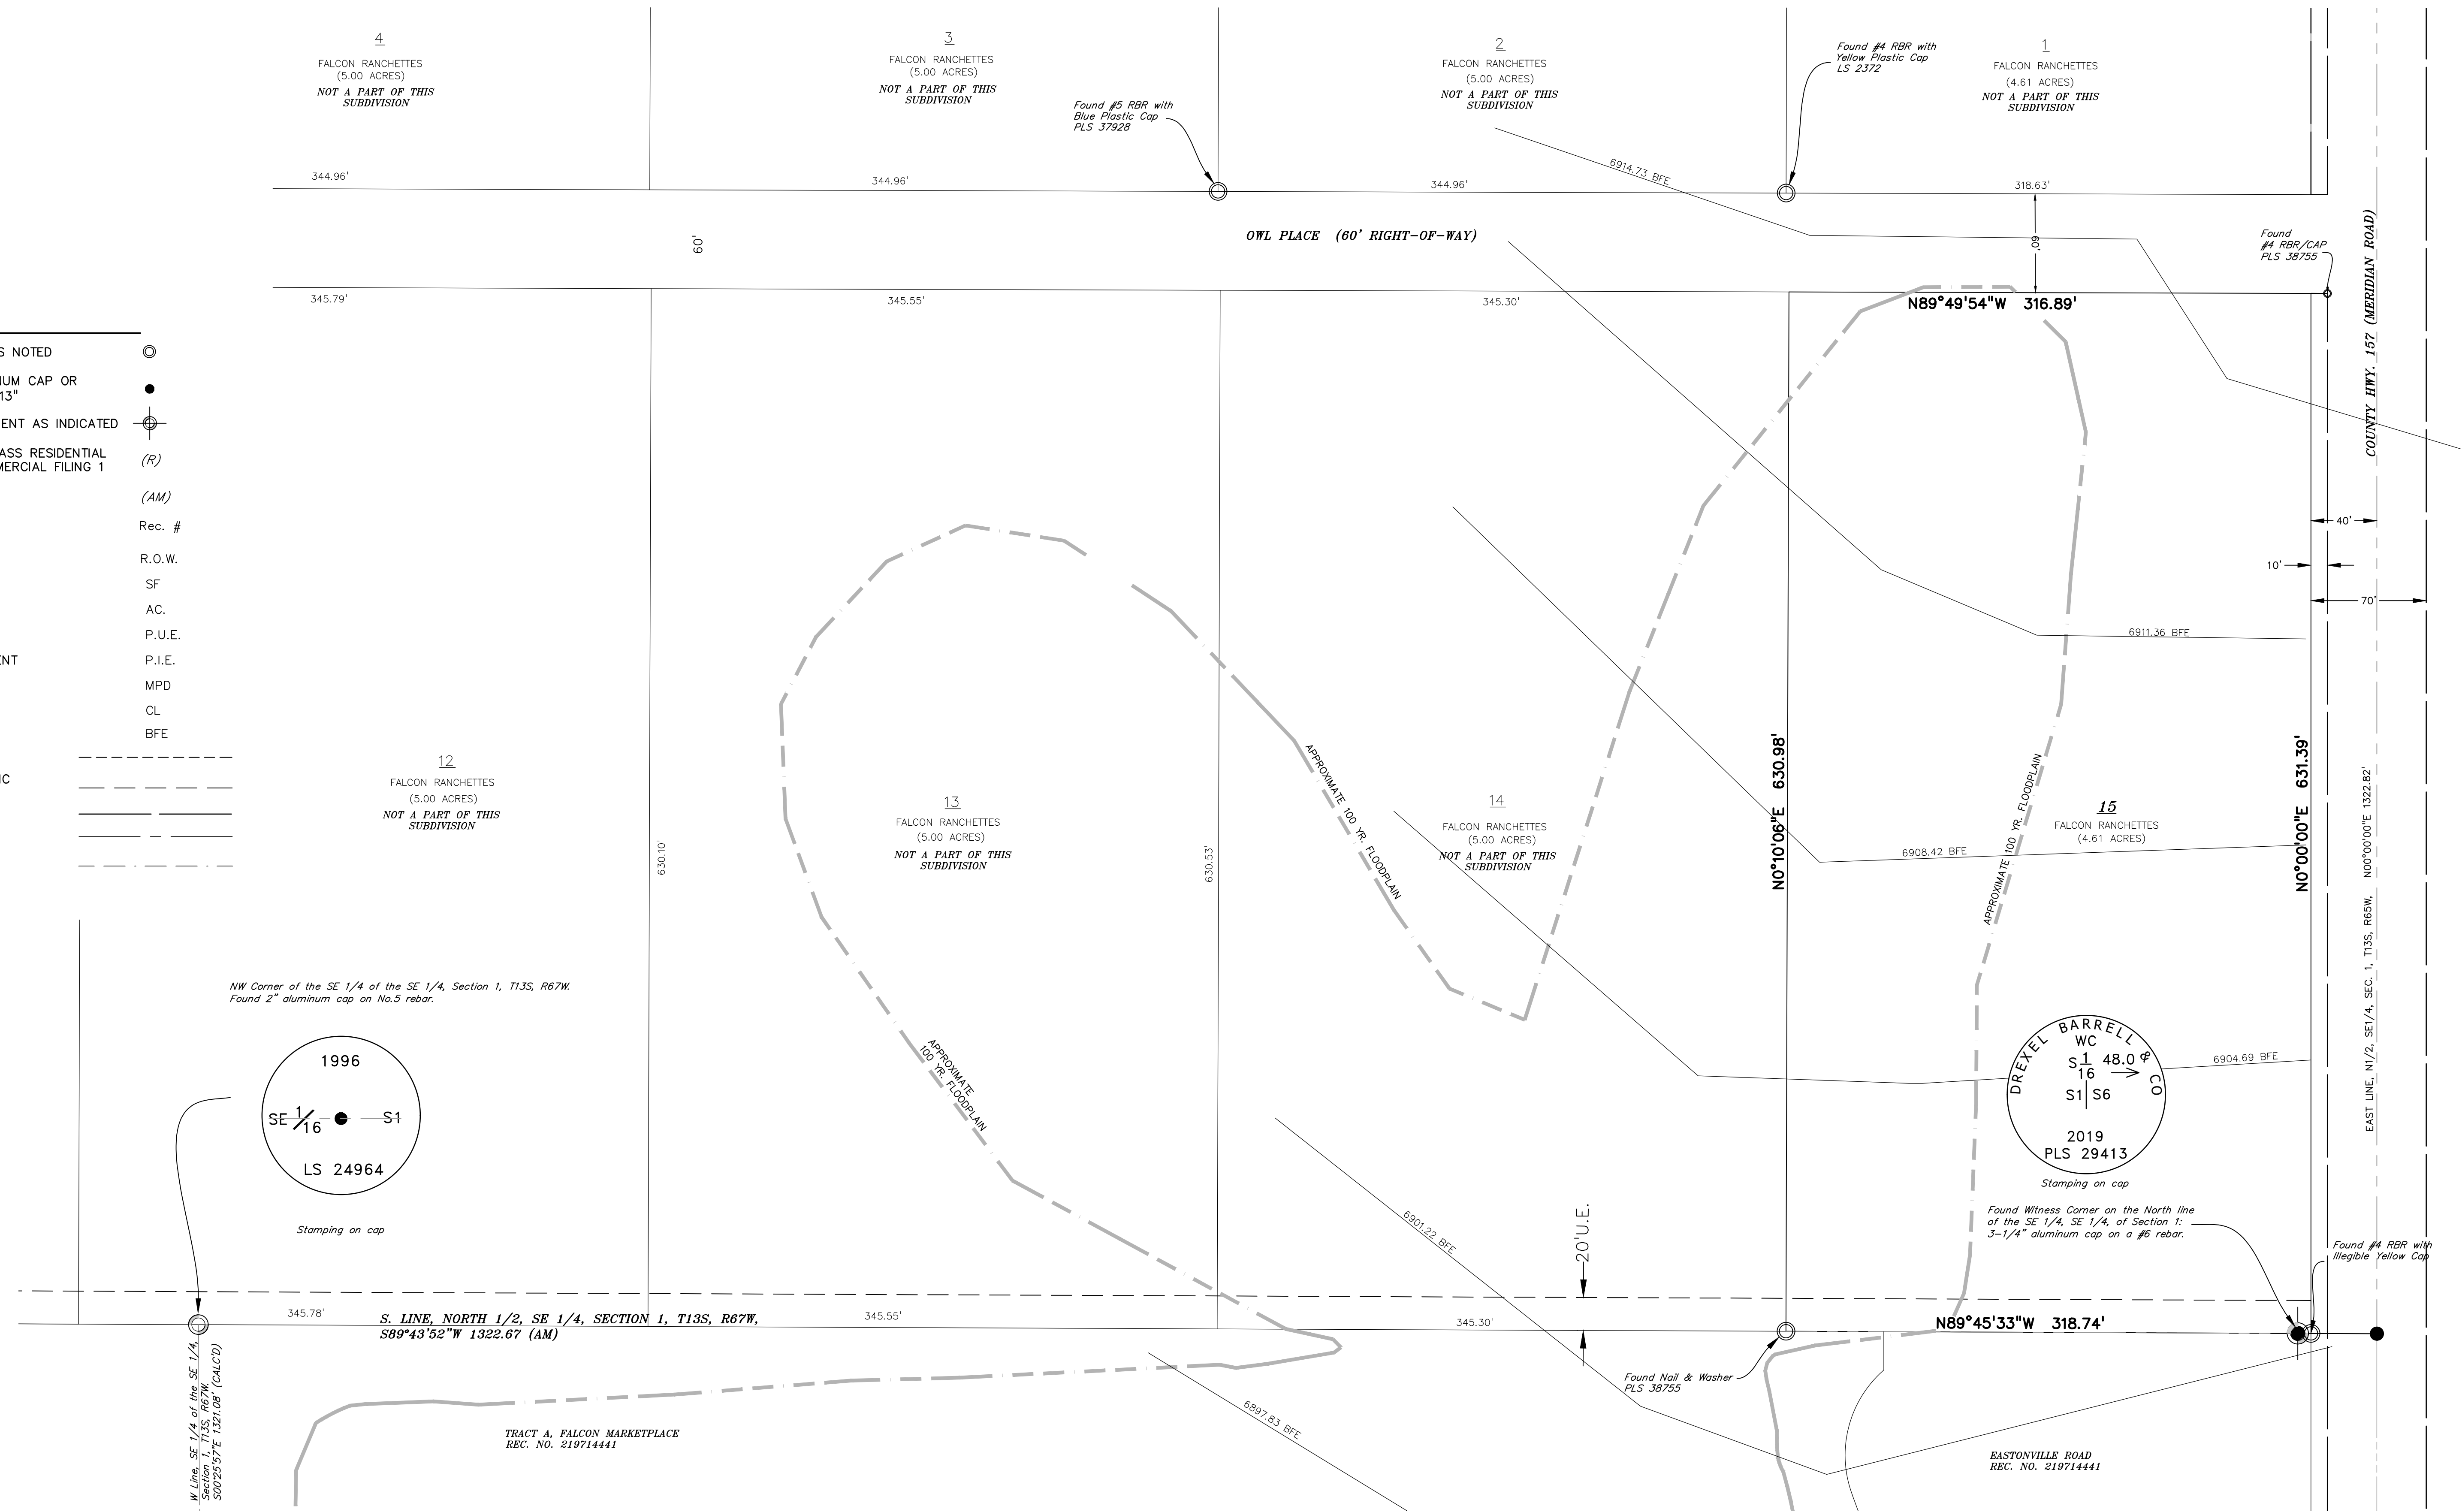 4
FALCON RANCHETTES
(5.00 ACRES)
NOT A PART OF THIS
SUBDIVISION
3
FALCON RANCHETTES
(5.00 ACRES)
NOT A PART OF THIS
SUBDIVISION
2
FALCON RANCHETTES
(5.00 ACRES)
NOT A PART OF THIS
SUBDIVISION
1
FALCON RANCHETTES
(4.61 ACRES)
NOT A PART OF THIS
SUBDIVISION
Found #5 RBR with
Blue Plastic Cap
PLS 37928
Found #4 RBR with
Yellow Plastic Cap
LS 2372
344.96'
344.96'
344.96'
318.63'
6914.73 BFE
60'
OWL PLACE (60' RIGHT-OF-WAY)
60'
Found
#4 RBR/CAP
PLS 38755
COUNTY HWY. 157 (MERIDIAN ROAD)
345.79'
345.55'
345.30'
N89°49'54"W 316.89'
S NOTED
NUM CAP OR
13"
ENT AS INDICATED
ASS RESIDENTIAL
MERCIAL FILING 1
(R)
(AM)
Rec. #
R.O.W.
SF
AC.
P.U.E.
ENT
P.I.E.
MPD
CL
BFE
IC
40'
10'
70'
6911.36 BFE
12
FALCON RANCHETTES
(5.00 ACRES)
NOT A PART OF THIS
SUBDIVISION
630.10'
13
FALCON RANCHETTES
(5.00 ACRES)
NOT A PART OF THIS
SUBDIVISION
630.53'
APPROXIMATE 100 YR. FLOODPLAIN
14
FALCON RANCHETTES
(5.00 ACRES)
NOT A PART OF THIS
SUBDIVISION
N0°10'06"E 630.98'
6908.42 BFE
APPROXIMATE 100 YR. FLOODPLAIN
15
FALCON RANCHETTES
(4.61 ACRES)
N0°00'00"E 631.39'
EAST LINE, N1/2, SE1/4, SEC. 1, T13S, R65W, N00°00'00"E 1322.82'
NW Corner of the SE 1/4 of the SE 1/4, Section 1, T13S, R67W.
Found 2" aluminum cap on No.5 rebar.
1996
SE 1/16 S1
LS 24964
Stamping on cap
APPROXIMATE
100 YR. FLOODPLAIN
DREXEL BARRELL & CO
WC
S 1/16 48.0
S1 S6
2019
PLS 29413
Stamping on cap
6904.69 BFE
Found Witness Corner on the North line
of the SE 1/4, SE 1/4, of Section 1:
3-1/4" aluminum cap on a #6 rebar.
Found #4 RBR with
Illegible Yellow Cap
6901.22 BFE
20'U.E.
345.78'
S. LINE, NORTH 1/2, SE 1/4, SECTION 1, T13S, R67W,
S89°43'52"W 1322.67 (AM)
345.55'
345.30'
N89°45'33"W 318.74'
W Line, SE 1/4 of the SE 1/4,
Section 1, T13S, R67W.
S00°25'57"E 1321.08' (CALC'D)
Found Nail & Washer
PLS 38755
6897.83 BFE
TRACT A, FALCON MARKETPLACE
REC. NO. 219714441
EASTONVILLE ROAD
REC. NO. 219714441